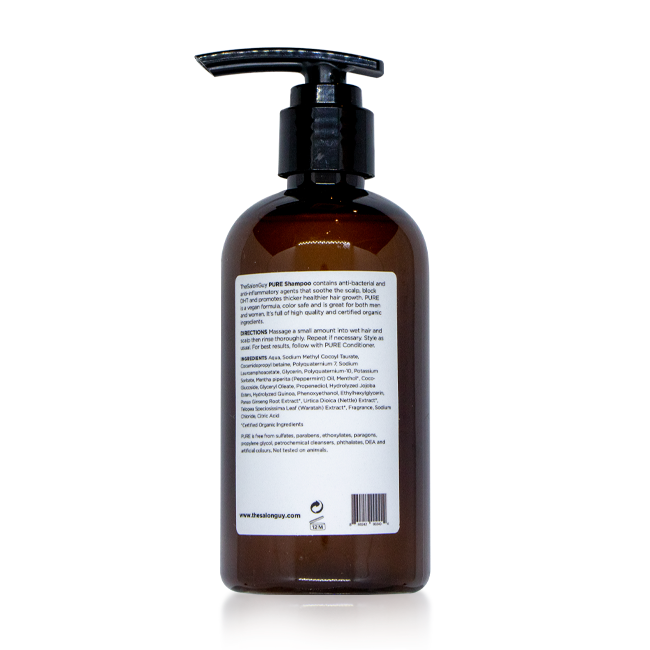 TheSalonGuy PURE Shampoo contains anti-bacterial and
anti-inflammatory agents that soothe the scalp, block
DHT and promotes thicker healthier hair growth. PURE
is a vegan formula, color safe and is great for both men
and women. It's full of high quality and certified organic
ingredients.
DIRECTIONS Massage a small amount into wet hair and
scalp then rinse thoroughly. Repeat if necessary. Style as
usual. For best results, follow with PURE Conditioner.
INGREDIENTS Aqua, Sodium Methyl Cocoyl Taurate,
Cocamidopropyl betaine, Polyquaternium 7, Sodium
Lauroamphoacetate, Glycerin, Polyquaternium-10, Potassium
Sorbate, Mentha piperita (Peppermint) Oil, Menthol*, Coco-
Glucoside, Glyceryl Oleate, Propanediol, Hydrolyzed Jojoba
Esters, Hydrolyzed Quinoa, Phenoxyethanol, Ethylhexylglycerin,
Panax Ginseng Root Extract*, Urtica Dioica (Nettle) Extract*,
Telopea Speciosissima Leaf (Waratah) Extract*, Fragrance, Sodium
Chloride, Citric Acid
*Certified Organic Ingredients
PURE is free from sulfates, parabens, ethoxylates, paragons,
propylene glycol, petrochemical cleansers, phthalates, DEA and
artificial colours. Not tested on animals.
www.thesalonguy.com
12 M